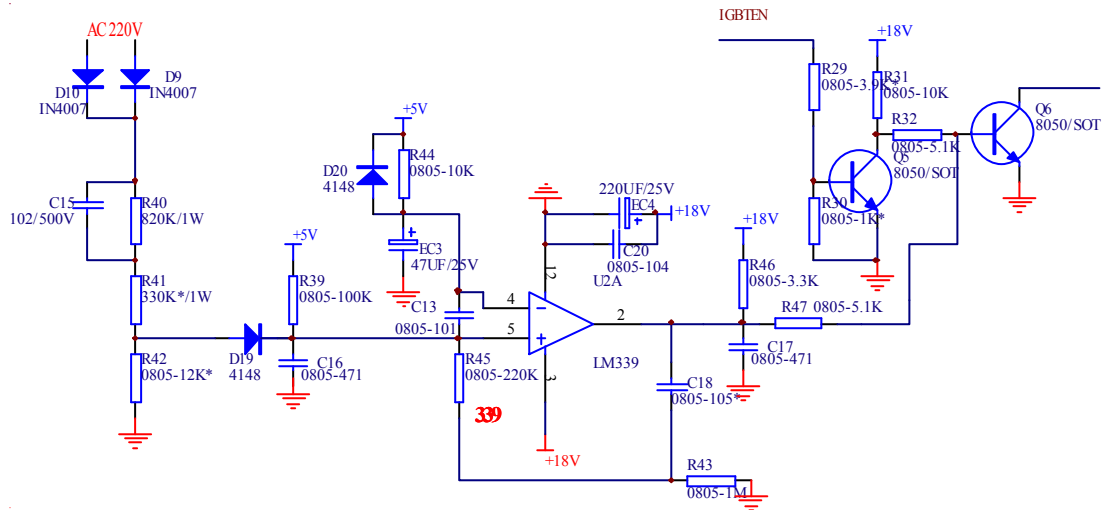 IGBTEN
AC 220V
+18V
D10
IN4007
D9
IN4007
R29
0805-3.9K*
R31
0805-10K
R32
0805-5.1K
Q6
8050/SOT
Q5
8050/SOT
R30
0805-1K*
+5V
D20
4148
R44
0805-10K
220UF/25V
EC4
+18V
C20
0805-104
U2A
C15
102/500V
R40
820K/1W
EC3
47UF/25V
+18V
R46
0805-3.3K
+5V
R41
330K*/1W
R39
0805-100K
C13
0805-101
12
4
5
2
3
LM339
R47 0805-5.1K
R42
0805-12K*
D19
4148
C16
0805-471
R45
0805-220K
C17
0805-471
C18
0805-105*
339
+18V
R43
0805-1M